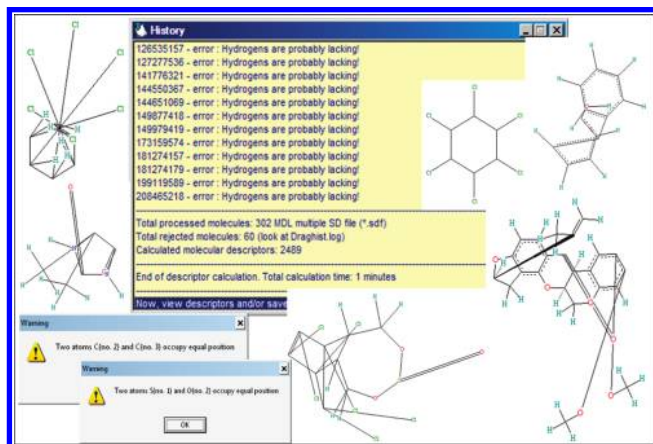 History
126535157 - error : Hydrogens are probably lacking!
127277536 - error : Hydrogens are probably lacking!
141776321 - error : Hydrogens are probably lacking!
144550367 - error : Hydrogens are probably lacking!
144651069 - error : Hydrogens are probably lacking!
149877418 - error : Hydrogens are probably lacking!
149979419 - error : Hydrogens are probably lacking!
173159574 - error : Hydrogens are probably lacking!
181274157 - error : Hydrogens are probably lacking!
181274179 - error : Hydrogens are probably lacking!
199119589 - error : Hydrogens are probably lacking!
208465218 - error : Hydrogens are probably lacking!
Total processed molecules: 302 MDL multiple SD file (*.sdf)
Total rejected molecules: 60 (look at Draghist.log)
Calculated molecular descriptors: 2489
End of descriptor calculation. Total calculation time: 1 minutes
Now, view descriptors and/or save
Warning
Two atoms C(no. 2) and C(no. 3) occupy equal position
Warning
Two atoms S(no. 1) and O(no. 2) occupy equal position
OK